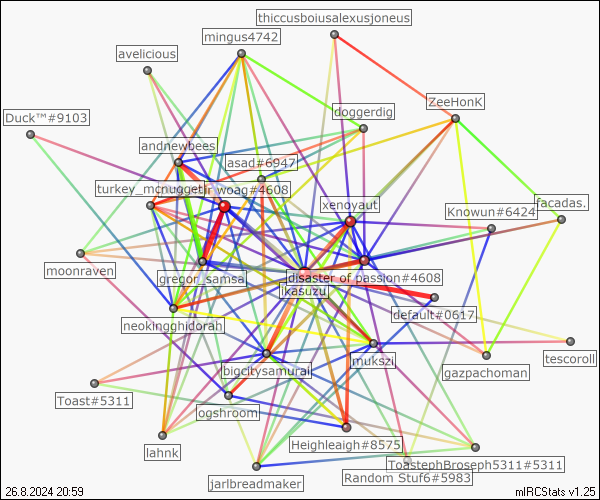 thiccusboiusalexusjoneus
mingus4742
avelicious
ZeeHonK
Duck™#9103
doggerdig
andnewbees
asad#6947
turkey_mcnugget
woag#4608
xenoyaut
facadas.
Knowun#6424
moonraven
gregor_samsa
disaster of passion#4608
ikasuzu
default#0617
neokingghidorah
mukszi
tescoroll
bigcitysamurai
gazpachoman
Toast#5311
ogshroom
lahnk
Heighleaigh#8575
ToastephBroseph5311#5311
Random Stuf6#5983
jarlbreadmaker
26.8.2024 20:59
mIRCStats v1.25